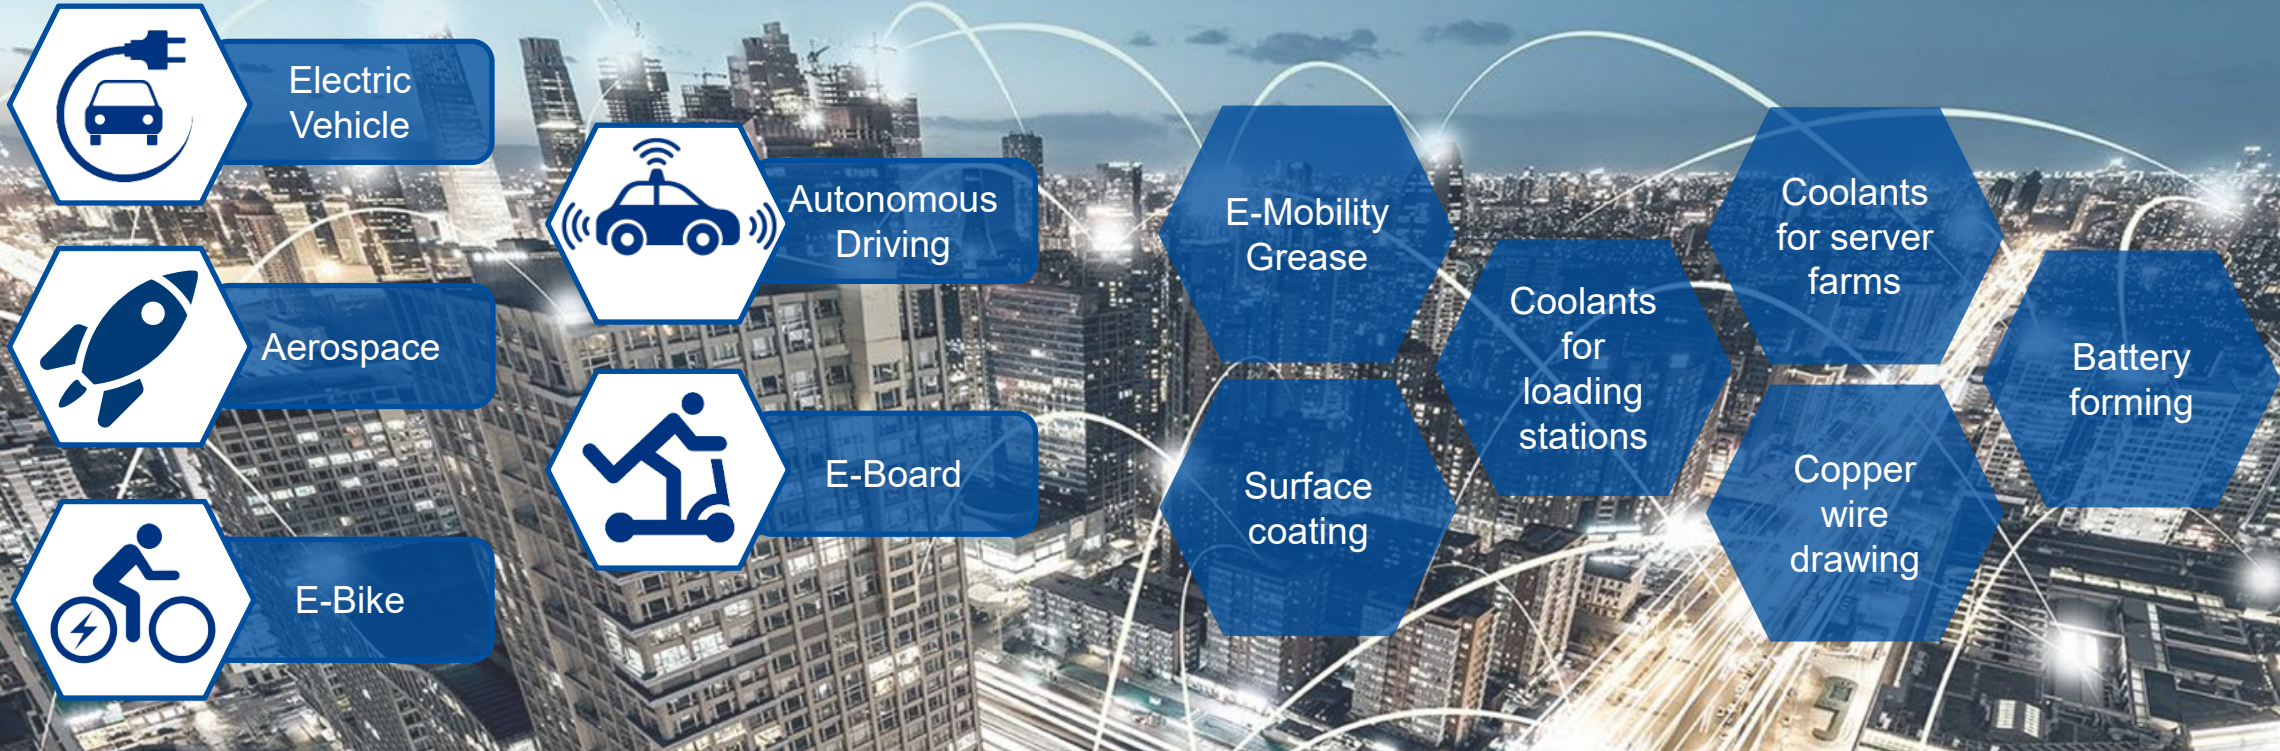 Electric
Vehicle
Aerospace
E-Bike
Autonomous
Driving
E-Board
E-Mobility
Grease
Surface
coating
Coolants
for
loading
stations
Coolants
for server
farms
Copper
wire
drawing
Battery
forming